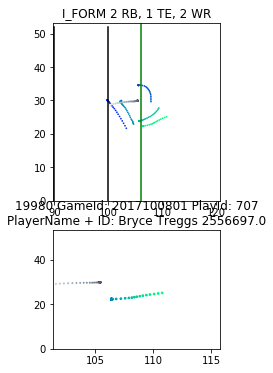 I_FORM 2 RB, 1 TE, 2 WR
50
40
30
20
10
0
90 100 110 120
19980 GameId: 2017100801 PlayId: 707
PlayerName + ID: Bryce Treggs 2556697.0
40
20
0
105 110 115